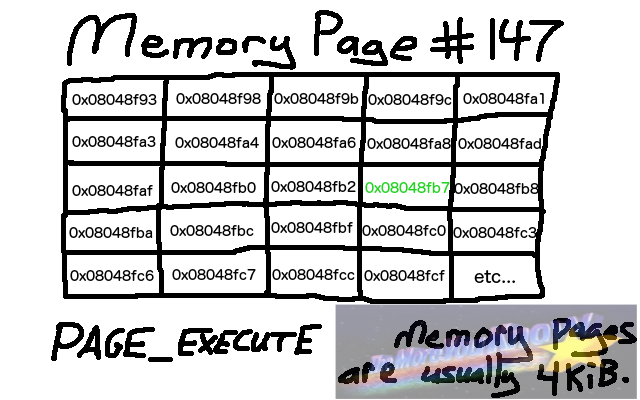 Memory Page #147
0x08048f93 0x08048f98 0x08048f9b 0x08048f9c 0x08048fa1
0x08048fa3 0x08048fa4 0x08048fa6 0x08048fa8 0x08048fad
0x08048faf 0x08048fb0 0x08048fb2 0x08048fb7 0x08048fb8
0x08048fba 0x08048fbc 0x08048fbf 0x08048fc0 0x08048fc3
0x08048fc6 0x08048fc7 0x08048fcc 0x08048fcf etc...
PAGE_EXECUTE
Memory Pages
are usually 4KiB.